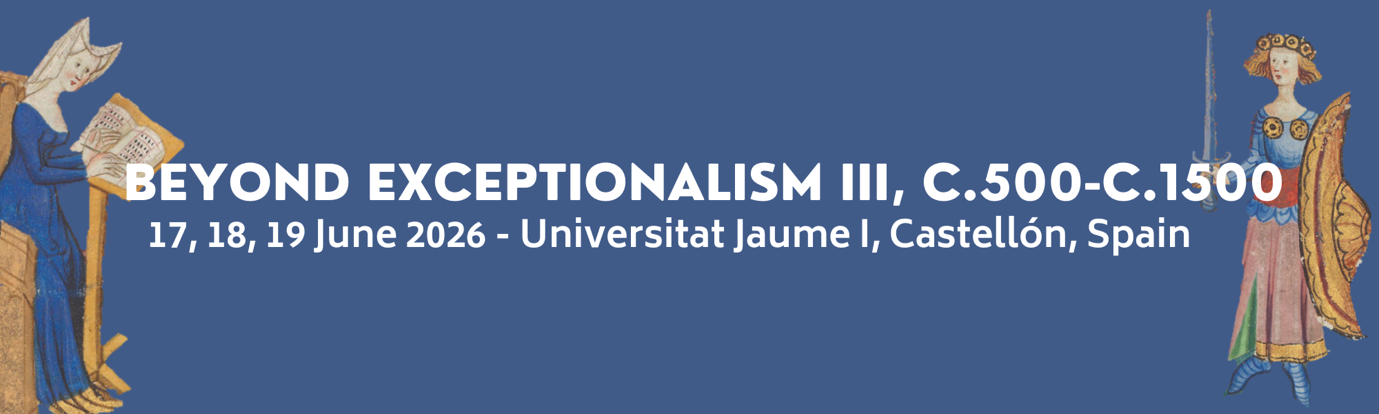 BEYOND EXCEPTIONALISM III, C.500-C.1500
17, 18, 19 June 2026 - Universitat Jaume I, Castellón, Spain